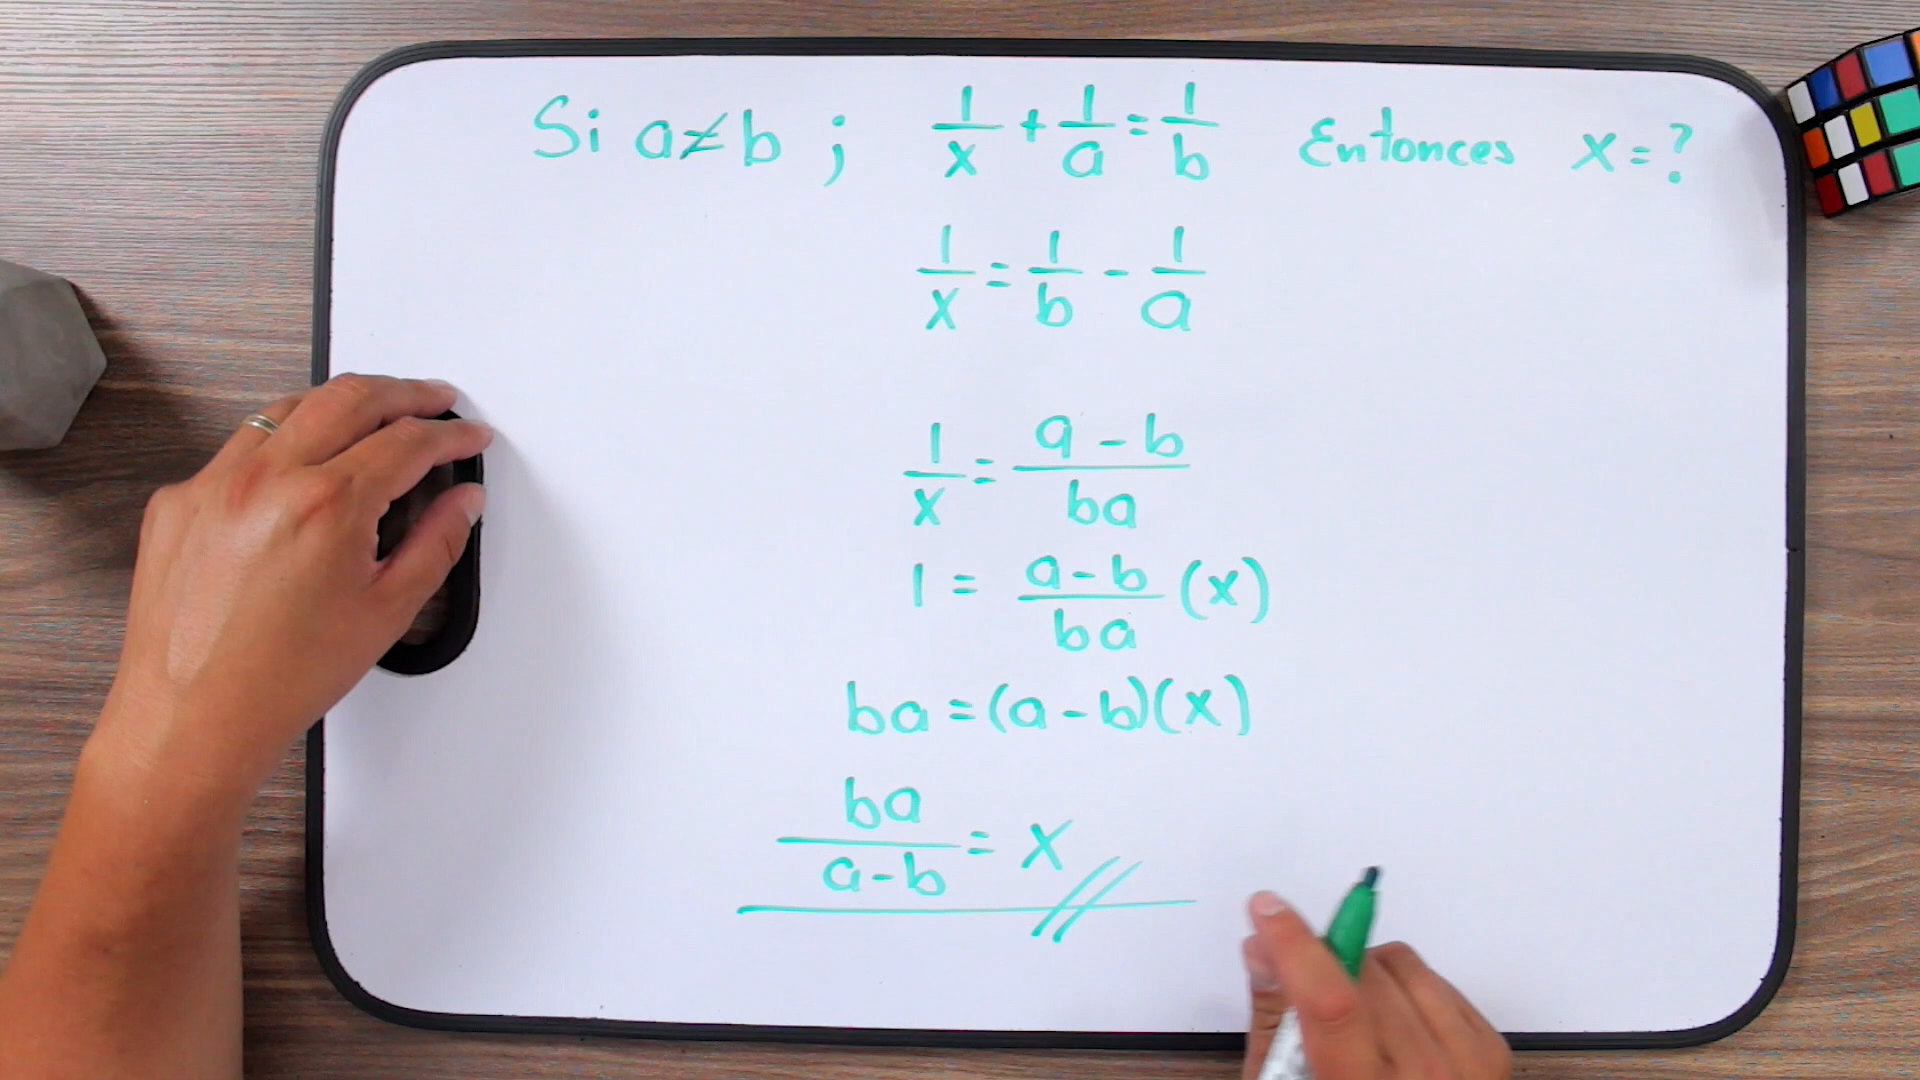 Si a≠b ; 1/x + 1/a = 1/b Entonces x=?
1/x = 1/b - 1/a
1/x = (a - b)/(ba)
1 = (a-b)/(ba) (x)
ba = (a-b)(x)
ba/(a-b) = x